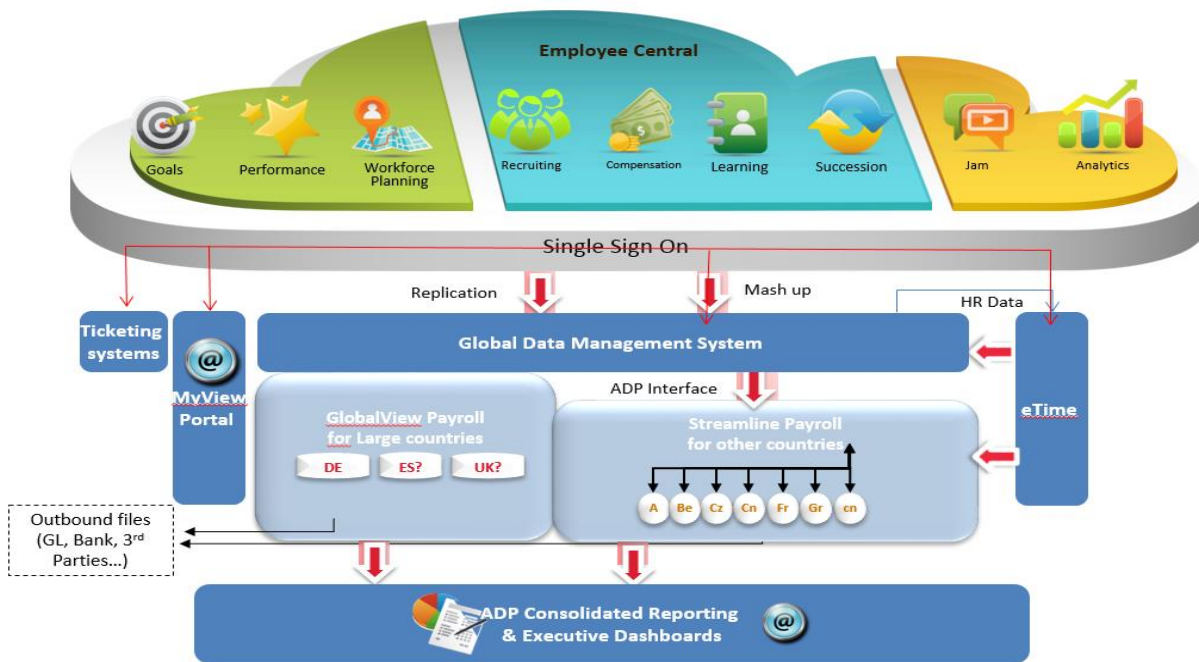 Employee Central
Goals
Performance
Workforce
Planning
Recruiting
Compensation
Learning
Succession
Jam
Analytics
Single Sign On
Replication
Mash up
HR Data
Ticketing
systems
@
MyView
Portal
Global Data Management System
eTime
ADP Interface
GlobalView Payroll
for Large countries
DE
ES?
UK?
Streamline Payroll
for other countries
A
Be
Cz
Cn
Fr
Gr
cn
Outbound files
(GL, Bank, 3rd
Parties...)
ADP Consolidated Reporting
& Executive Dashboards
@